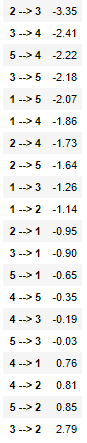 2 --> 3 -3.35
3 --> 4 -2.41
5 --> 4 -2.22
3 --> 5 -2.18
1 --> 5 -2.07
1 --> 4 -1.86
2 --> 4 -1.73
2 --> 5 -1.64
1 --> 3 -1.26
1 --> 2 -1.14
2 --> 1 -0.95
3 --> 1 -0.90
5 --> 1 -0.65
4 --> 5 -0.35
4 --> 3 -0.19
5 --> 3 -0.03
4 --> 1 0.76
4 --> 2 0.81
5 --> 2 0.85
3 --> 2 2.79